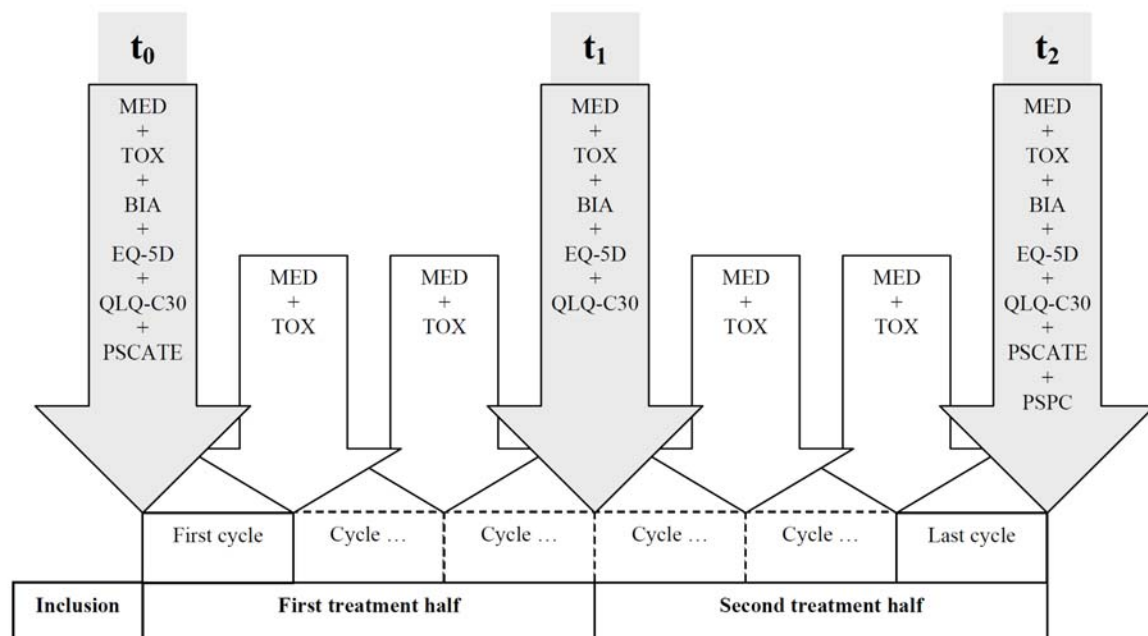 t₀
t₁
t₂
MED
+
TOX
+
BIA
+
EQ-5D
+
QLQ-C30
+
PSCATE
MED
+
TOX
MED
+
TOX
MED
+
TOX
+
BIA
+
EQ-5D
+
QLQ-C30
MED
+
TOX
MED
+
TOX
MED
+
TOX
+
BIA
+
EQ-5D
+
QLQ-C30
+
PSCATE
+
PSPC
First cycle
Cycle …
Cycle …
Cycle …
Cycle …
Last cycle
Inclusion
First treatment half
Second treatment half